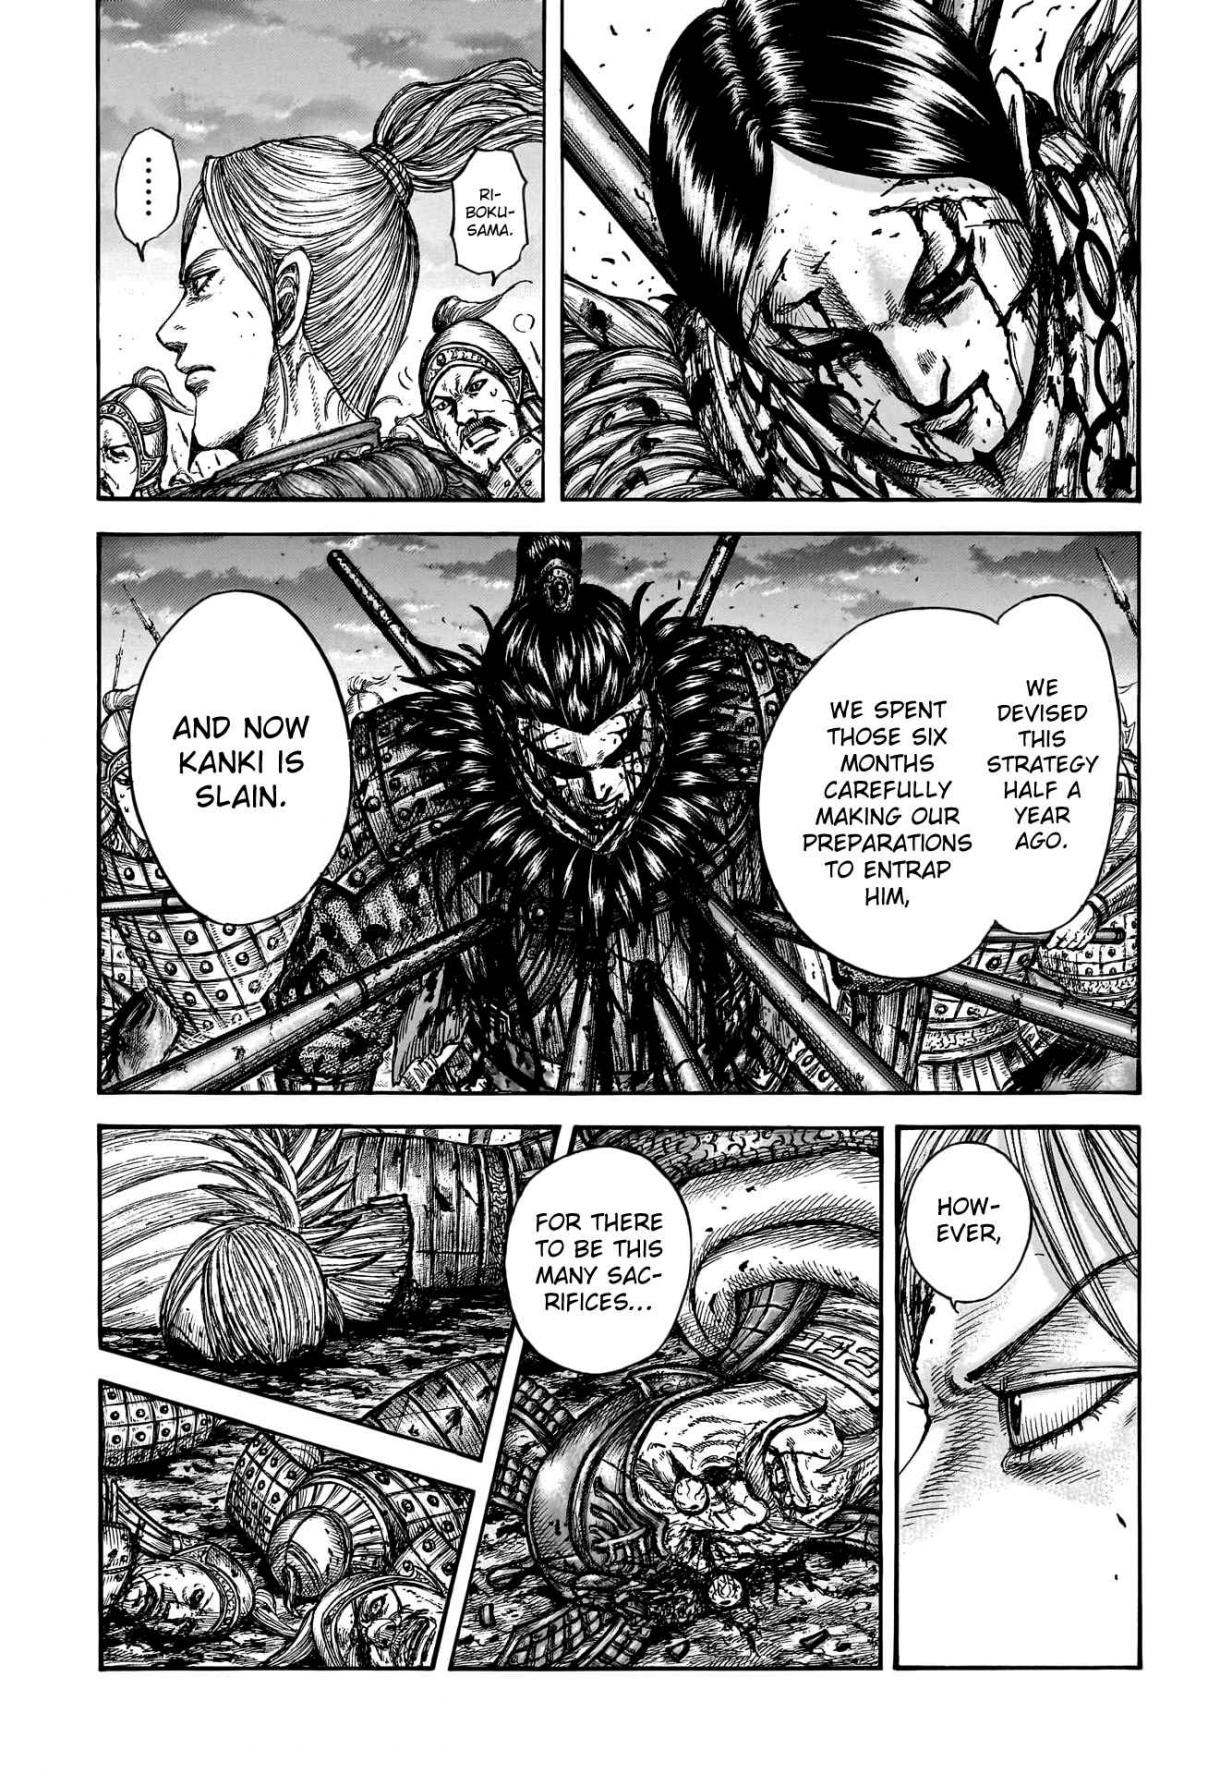 RI-
BOKU-
SAMA.
......
WE
DEVISED
THIS
STRATEGY
HALF A
YEAR
AGO.
WE SPENT
THOSE SIX
MONTHS
CAREFULLY
MAKING OUR
PREPARATIONS
TO ENTRAP
HIM,
AND NOW
KANKI IS
SLAIN.
HOW-
EVER,
FOR THERE
TO BE THIS
MANY SAC-
RIFICES...